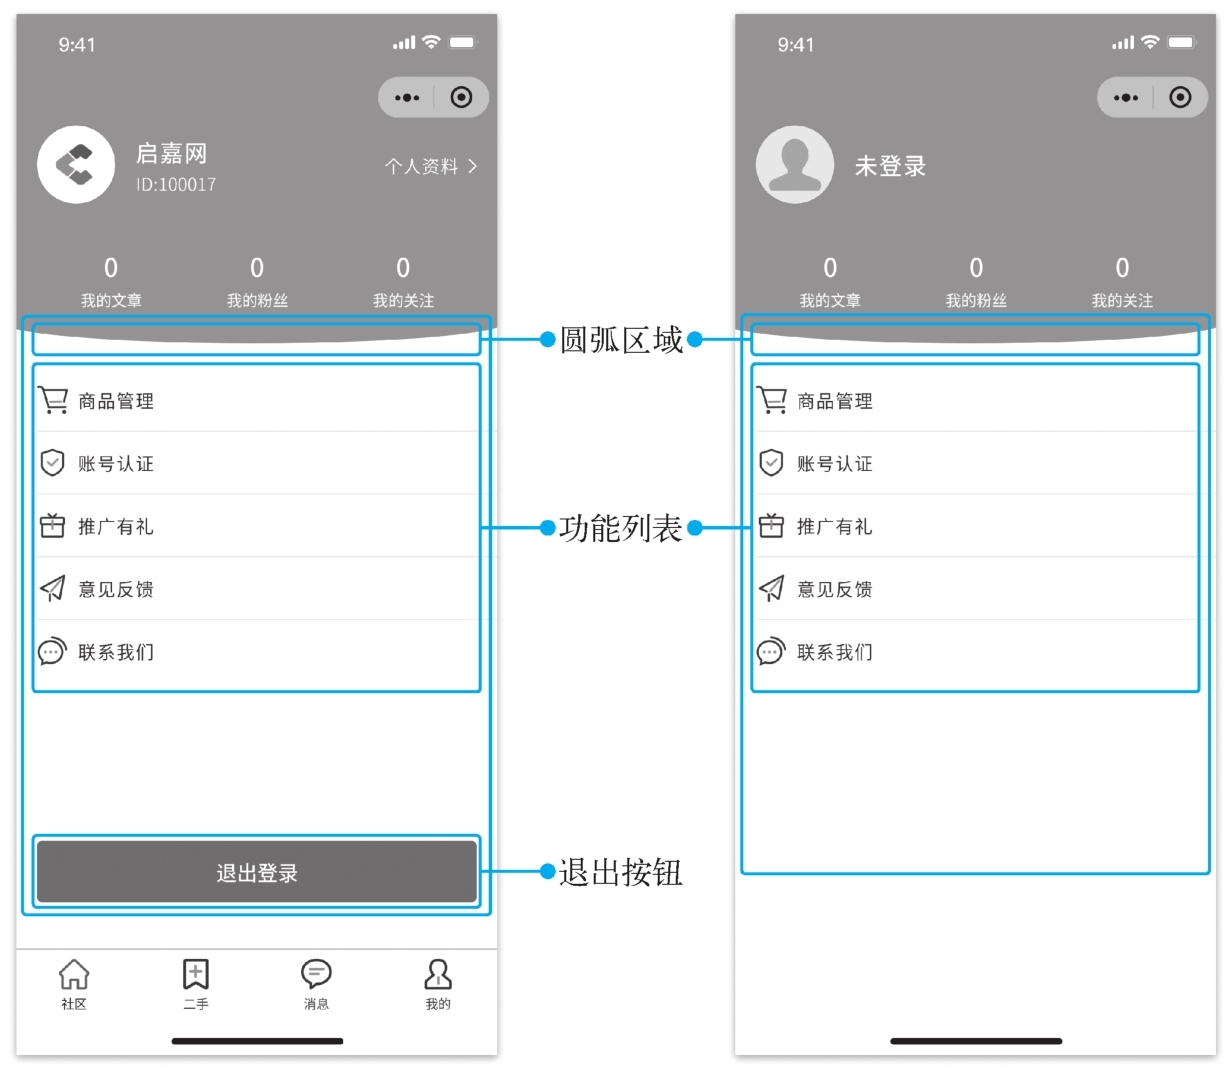 9:41
启嘉网
ID:100017
个人资料
0 0 0
我的文章 我的粉丝 我的关注
商品管理
账号认证
推广有礼
意见反馈
联系我们
退出登录
社区 二手 消息 我的
圆弧区域
功能列表
退出按钮
9:41
未登录
0 0 0
我的文章 我的粉丝 我的关注
商品管理
账号认证
推广有礼
意见反馈
联系我们